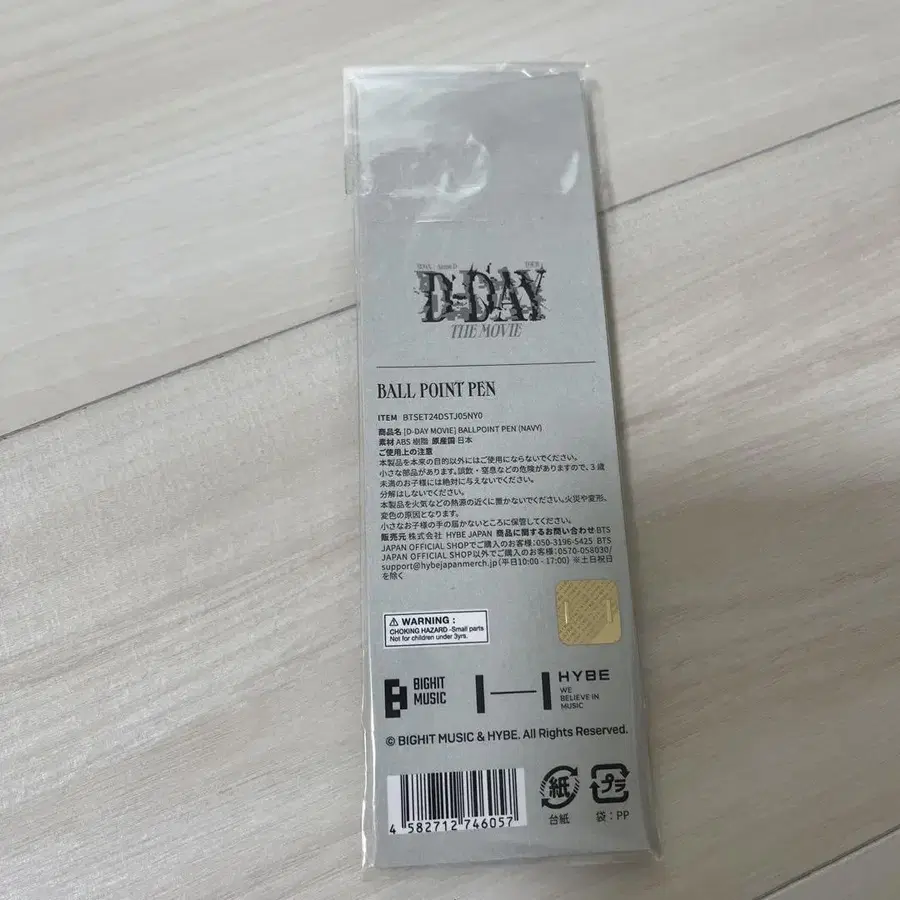 D-DAY
THE MOVIE
BALL POINT PEN
ITEM BTSET24DSTJ05NY0
商品名 [D-DAY MOVIE] BALLPOINT PEN (NAVY)
素材 ABS 樹脂 原産国 日本
ご使用上の注意
本製品を本来の目的以外にはご使用にならないでください。
小さな部品があります。誤飲・窒息などの危険がありますので、3歳
未満のお子様には絶対に与えないでください。
分解はしないでください。
本製品を火気などの熱源の近くに置かないでください。火災や変形、
変色の原因となります。
小さなお子様の手の届かないところに保管してください。
販売元 株式会社 HYBE JAPAN 商品に関するお問い合わせ BTS
JAPAN OFFICIAL SHOPでご購入のお客様:050-3196-5425 BTS
JAPAN OFFICIAL SHOP以外でご購入のお客様:0570-058030/
support@hybejapanmerch.jp (平日10:00 - 17:00) ※土日祝日
を除く
⚠ WARNING :
CHOKING HAZARD -Small parts
Not for children under 3yrs.
BIGHIT
MUSIC
HYBE
WE
BELIEVE IN
MUSIC
© BIGHIT MUSIC & HYBE. All Rights Reserved.
4 582712 746057
紙
台紙
プラ
袋:PP